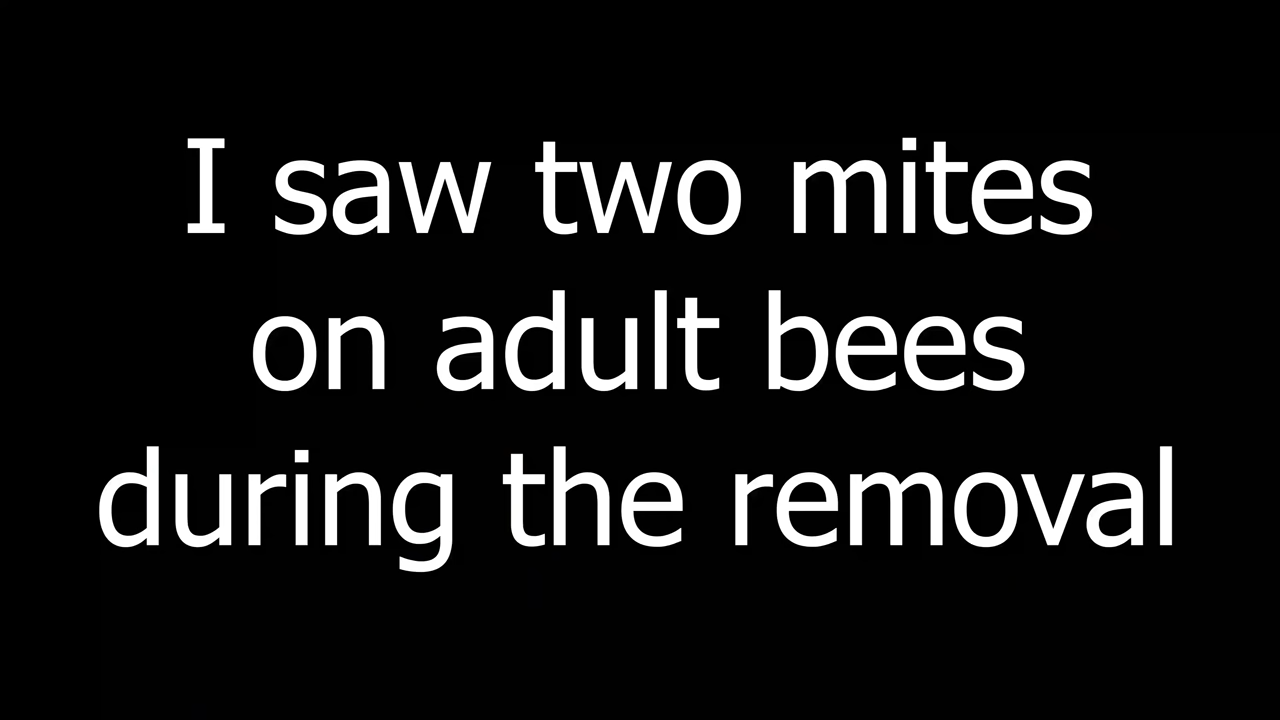 I saw two mites
on adult bees
during the removal